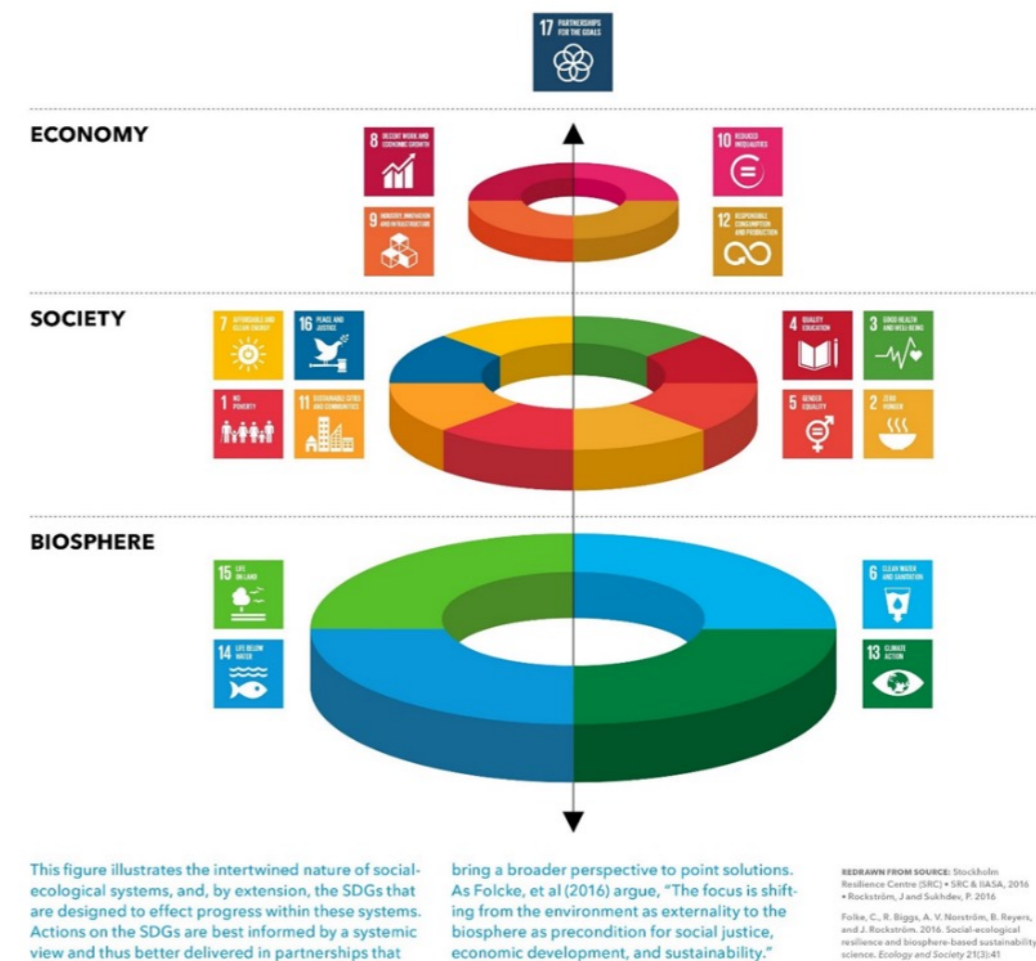 17 PARTNERSHIPS
FOR THE GOALS
ECONOMY
8 DECENT WORK AND
ECONOMIC GROWTH
10 REDUCED
INEQUALITIES
9 INDUSTRY, INNOVATION
AND INFRASTRUCTURE
12 RESPONSIBLE
CONSUMPTION
AND PRODUCTION
SOCIETY
7 AFFORDABLE AND
CLEAN ENERGY
16 PEACE AND
JUSTICE
4 QUALITY
EDUCATION
3 GOOD HEALTH
AND WELL-BEING
1 NO
POVERTY
11 SUSTAINABLE CITIES
AND COMMUNITIES
5 GENDER
EQUALITY
2 ZERO
HUNGER
BIOSPHERE
15 LIFE
ON LAND
6 CLEAN WATER
AND SANITATION
14 LIFE BELOW
WATER
13 CLIMATE
ACTION
This figure illustrates the intertwined nature of social-
ecological systems, and, by extension, the SDGs that
are designed to effect progress within these systems.
Actions on the SDGs are best informed by a systemic
view and thus better delivered in partnerships that
bring a broader perspective to point solutions.
As Folcke, et al (2016) argue, “The focus is shift-
ing from the environment as externality to the
biosphere as precondition for social justice,
economic development, and sustainability.”
REDRAWN FROM SOURCE: Stockholm
Resilience Centre (SRC) • SRC & IIASA, 2016
• Rockström, J and Sukhdev, P. 2016
Folke, C., R. Biggs, A. V. Norström, B. Reyers,
and J. Rockström. 2016. Social-ecological
resilience and biosphere-based sustainability
science. Ecology and Society 21(3):41